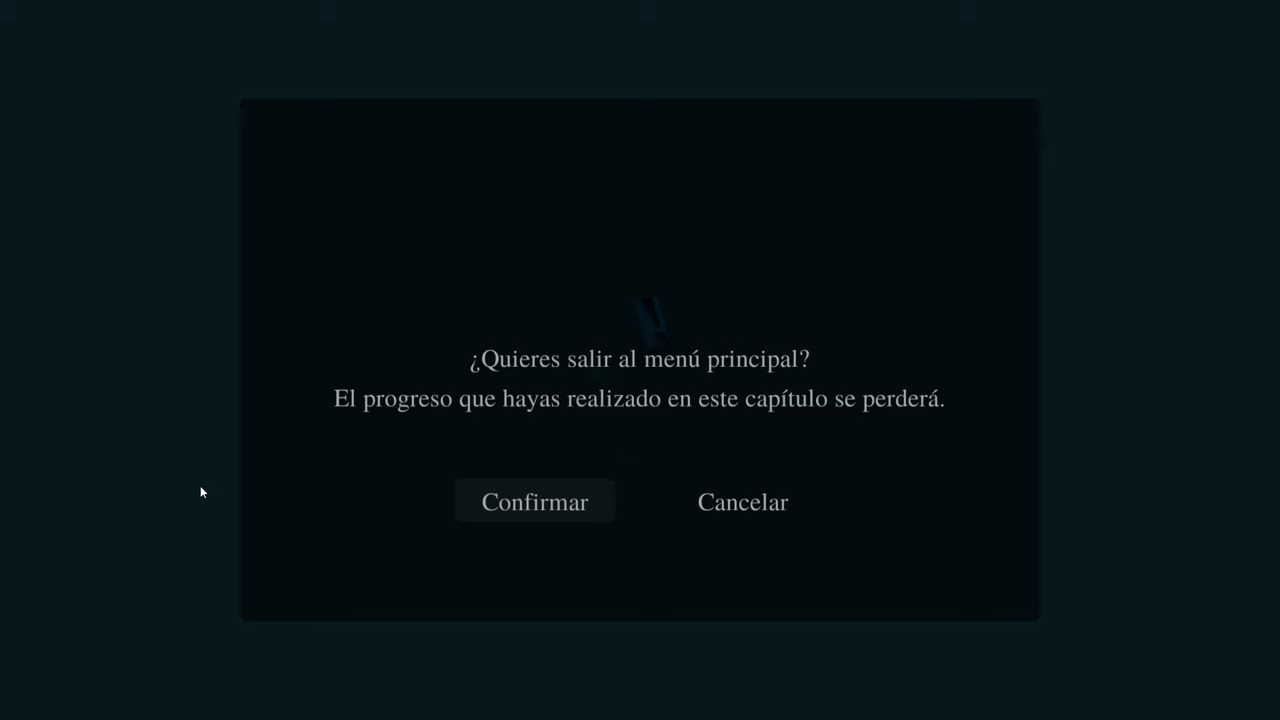 ¿Quieres salir al menú principal?
El progreso que hayas realizado en este capítulo se perderá.
Confirmar
Cancelar